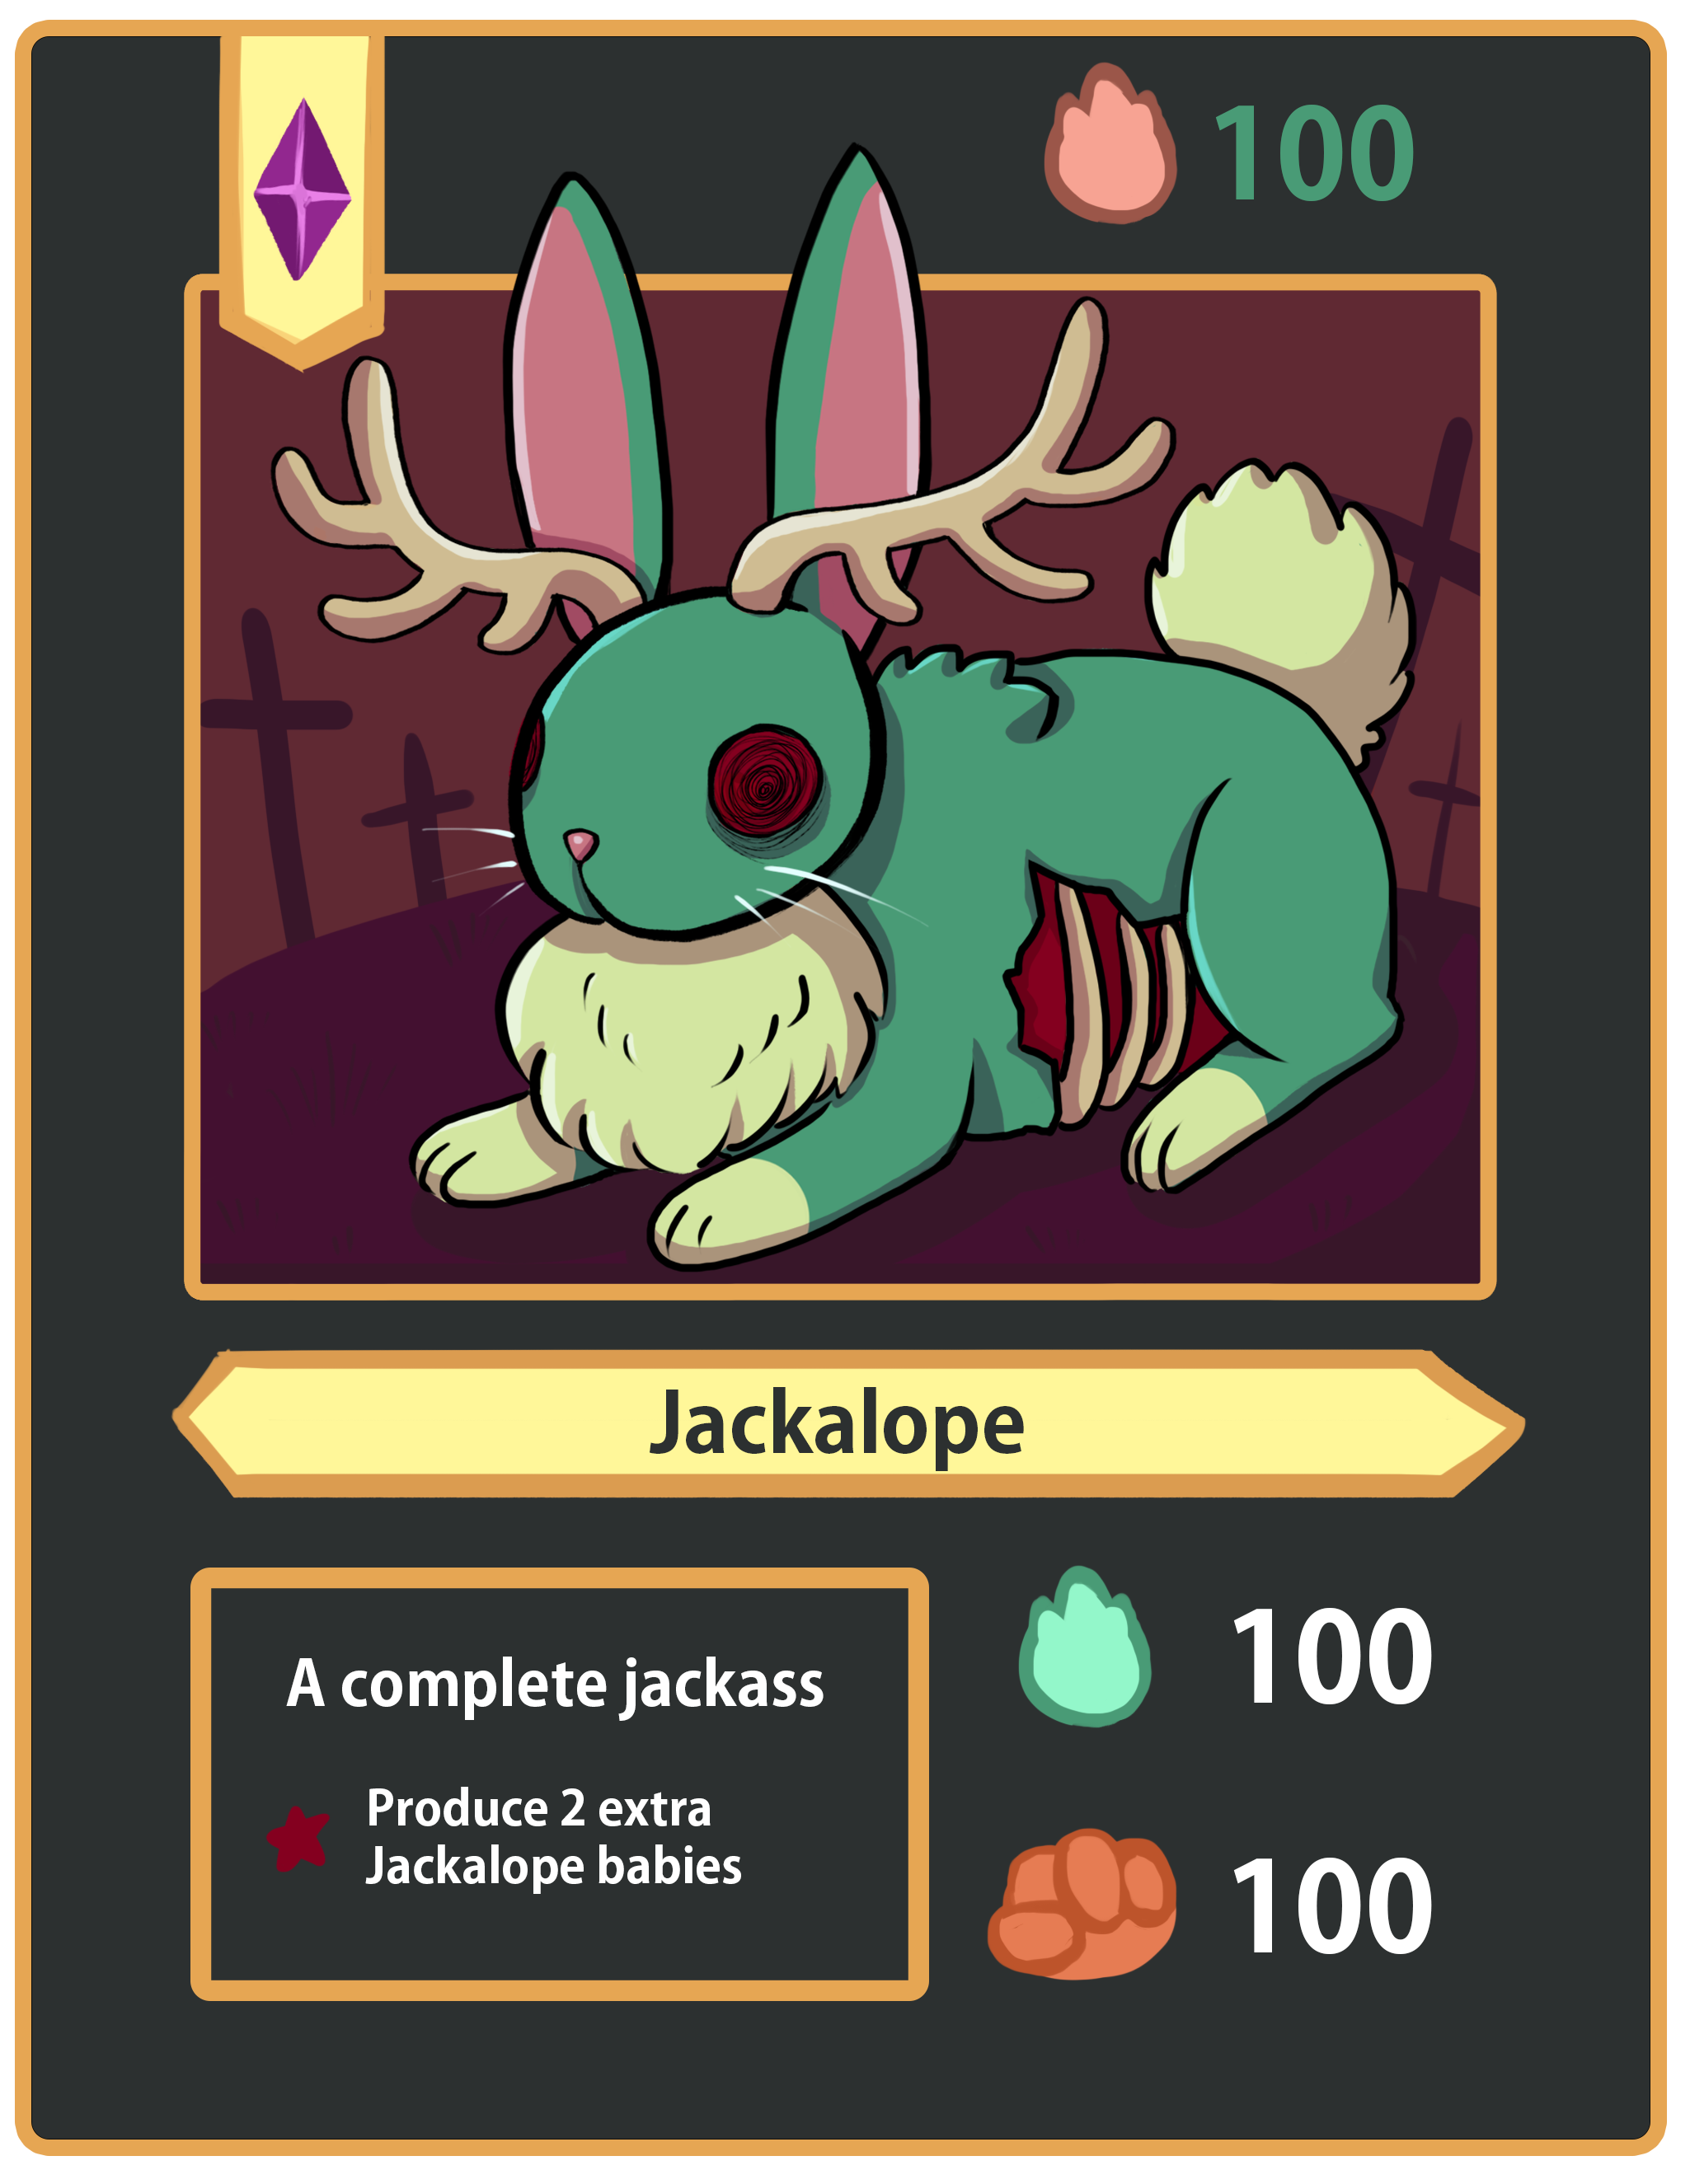 100
Jackalope
A complete jackass
100
Produce 2 extra
Jackalope babies
100